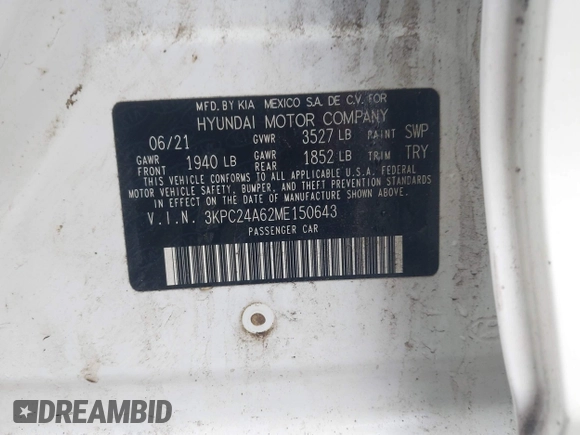 MFD. BY KIA MEXICO S.A. DE C.V. FOR
HYUNDAI MOTOR COMPANY
06/21 GVWR 3527 LB PAINT SWP
GAWR FRONT 1940 LB GAWR REAR 1852 LB TRIM TRY
THIS VEHICLE CONFORMS TO ALL APPLICABLE U.S.A. FEDERAL
MOTOR VEHICLE SAFETY, BUMPER, AND THEFT PREVENTION STANDARDS
IN EFFECT ON THE DATE OF MANUFACTURE SHOWN ABOVE.
V.I.N. 3KPC24A62ME150643
PASSENGER CAR
DREAMBID